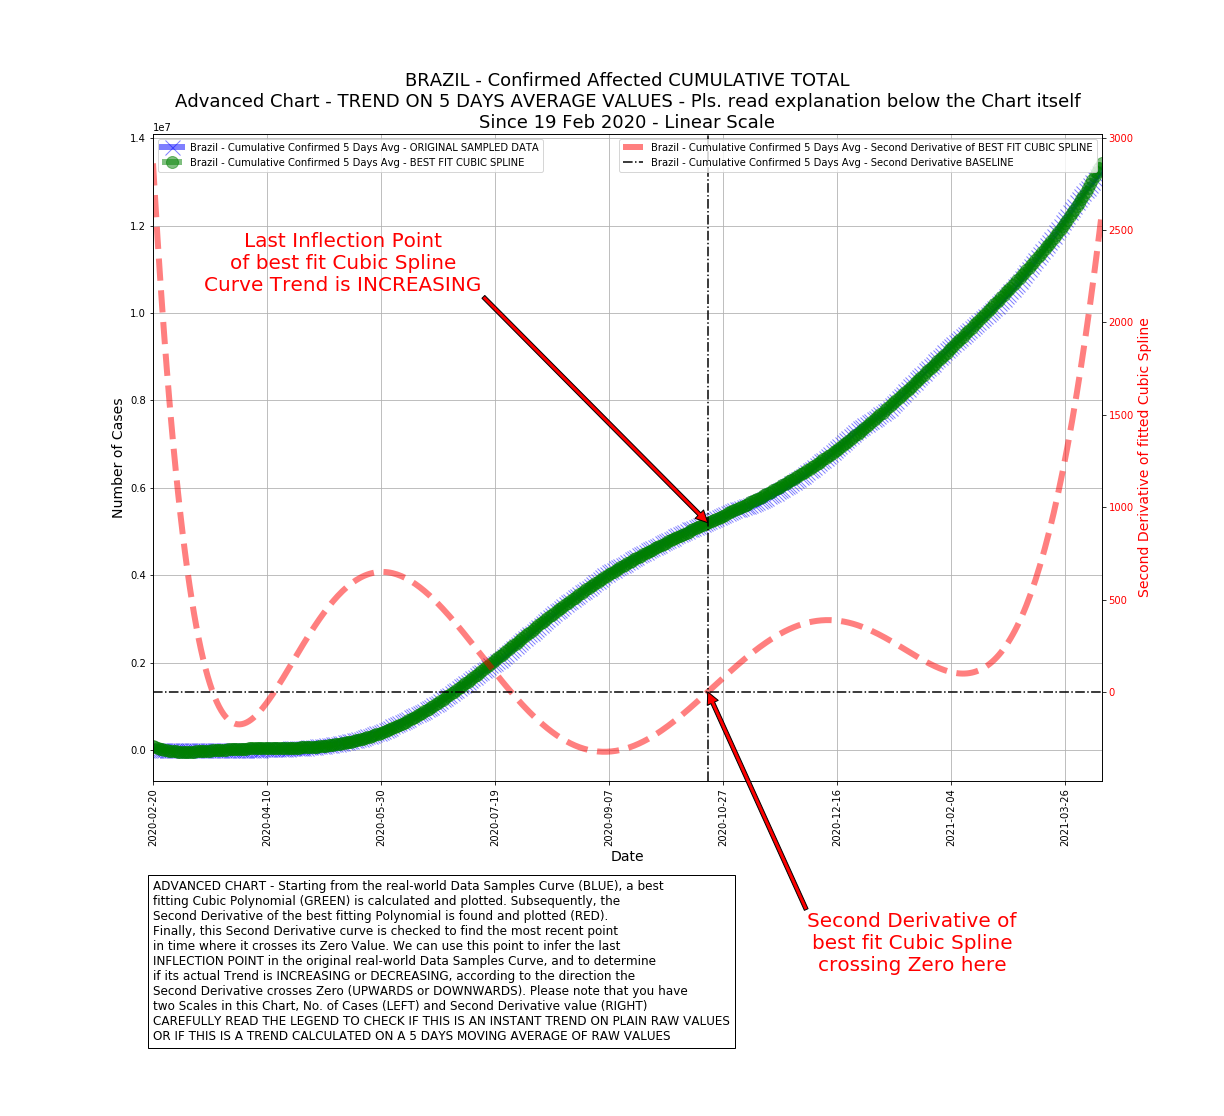 BRAZIL - Confirmed Affected CUMULATIVE TOTAL
Advanced Chart - TREND ON 5 DAYS AVERAGE VALUES - Pls. read explanation below the Chart itself
Since 19 Feb 2020 - Linear Scale
1e7
Brazil - Cumulative Confirmed 5 Days Avg - ORIGINAL SAMPLED DATA
Brazil - Cumulative Confirmed 5 Days Avg - BEST FIT CUBIC SPLINE
Brazil - Cumulative Confirmed 5 Days Avg - Second Derivative of BEST FIT CUBIC SPLINE
Brazil - Cumulative Confirmed 5 Days Avg - Second Derivative BASELINE
Last Inflection Point
of best fit Cubic Spline
Curve Trend is INCREASING
Number of Cases
1.4
1.2
1.0
0.8
0.6
0.4
0.2
0.0
3000
2500
2000
1500
1000
500
0
Second Derivative of fitted Cubic Spline
2020-02-20
2020-04-10
2020-05-30
2020-07-19
2020-09-07
2020-10-27
2020-12-16
2021-02-04
2021-03-26
Date
Second Derivative of
best fit Cubic Spline
crossing Zero here
ADVANCED CHART - Starting from the real-world Data Samples Curve (BLUE), a best
fitting Cubic Polynomial (GREEN) is calculated and plotted. Subsequently, the
Second Derivative of the best fitting Polynomial is found and plotted (RED).
Finally, this Second Derivative curve is checked to find the most recent point
in time where it crosses its Zero Value. We can use this point to infer the last
INFLECTION POINT in the original real-world Data Samples Curve, and to determine
if its actual Trend is INCREASING or DECREASING, according to the direction the
Second Derivative crosses Zero (UPWARDS or DOWNWARDS). Please note that you have
two Scales in this Chart, No. of Cases (LEFT) and Second Derivative value (RIGHT)
CAREFULLY READ THE LEGEND TO CHECK IF THIS IS AN INSTANT TREND ON PLAIN RAW VALUES
OR IF THIS IS A TREND CALCULATED ON A 5 DAYS MOVING AVERAGE OF RAW VALUES